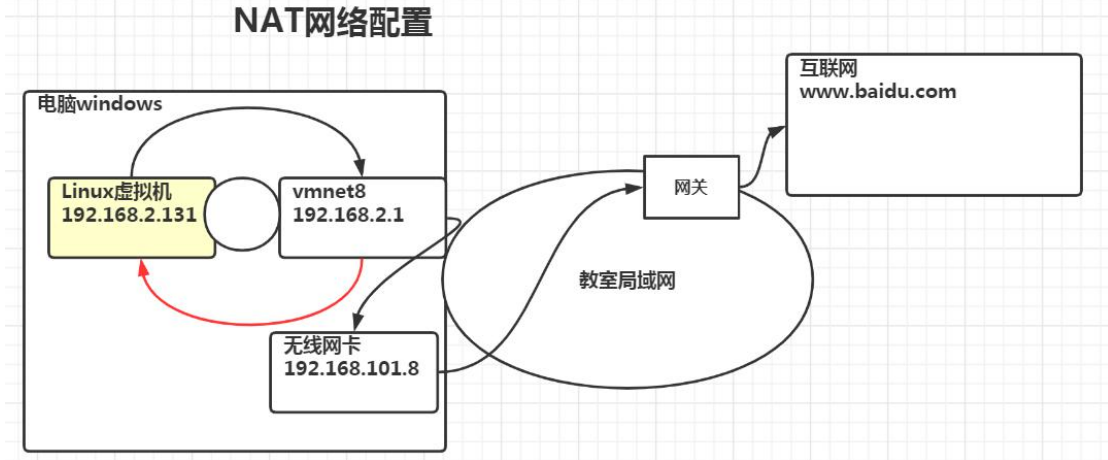 NAT网络配置
电脑windows
Linux虚拟机
192.168.2.131
vmnet8
192.168.2.1
无线网卡
192.168.101.8
网关
教室局域网
互联网
www.baidu.com